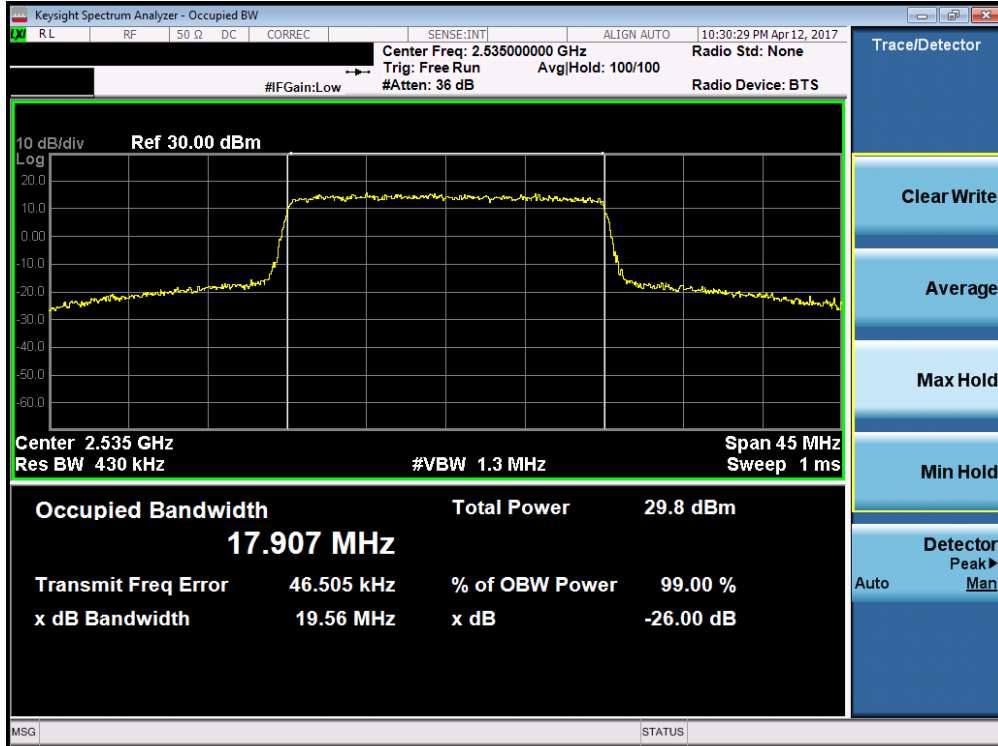 Keysight Spectrum Analyzer - Occupied BW
LXI RL RF 50 Ω DC CORREC SENSE:INT ALIGN AUTO 10:30:29 PM Apr 12, 2017
Center Freq: 2.535000000 GHz Radio Std: None
Trig: Free Run Avg|Hold: 100/100
#IFGain:Low #Atten: 36 dB Radio Device: BTS
10 dB/div Ref 30.00 dBm
Log
20.0
10.0
0.00
-10.0
-20.0
-30.0
-40.0
-50.0
-60.0
Center 2.535 GHz Span 45 MHz
Res BW 430 kHz #VBW 1.3 MHz Sweep 1 ms
Occupied Bandwidth Total Power 29.8 dBm
17.907 MHz
Transmit Freq Error 46.505 kHz % of OBW Power 99.00 %
x dB Bandwidth 19.56 MHz x dB -26.00 dB
MSG STATUS
Trace/Detector
Clear Write
Average
Max Hold
Min Hold
Detector
Peak▶
Auto Man